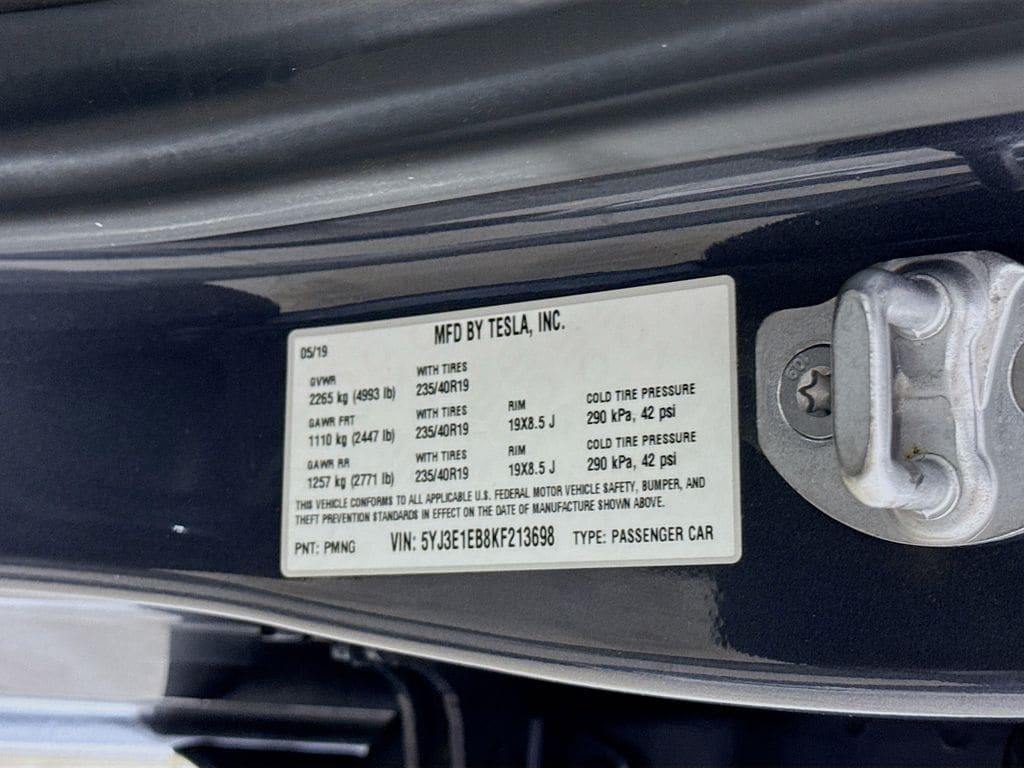 MFD BY TESLA, INC.
05/19
GVWR WITH TIRES
2265 kg (4993 lb) 235/40R19
GAWR FRT WITH TIRES RIM COLD TIRE PRESSURE
1110 kg (2447 lb) 235/40R19 19X8.5 J 290 kPa, 42 psi
GAWR RR WITH TIRES RIM COLD TIRE PRESSURE
1257 kg (2771 lb) 235/40R19 19X8.5 J 290 kPa, 42 psi
THIS VEHICLE CONFORMS TO ALL APPLICABLE U.S. FEDERAL MOTOR VEHICLE SAFETY, BUMPER, AND
THEFT PREVENTION STANDARDS IN EFFECT ON THE DATE OF MANUFACTURE SHOWN ABOVE.
PNT: PMNG VIN: 5YJ3E1EB8KF213698 TYPE: PASSENGER CAR